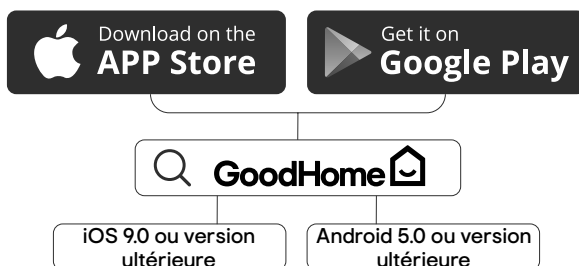 Download on the
APP Store
Get it on
Google Play
GoodHome
iOS 9.0 ou version
ultérieure
Android 5.0 ou version
ultérieure